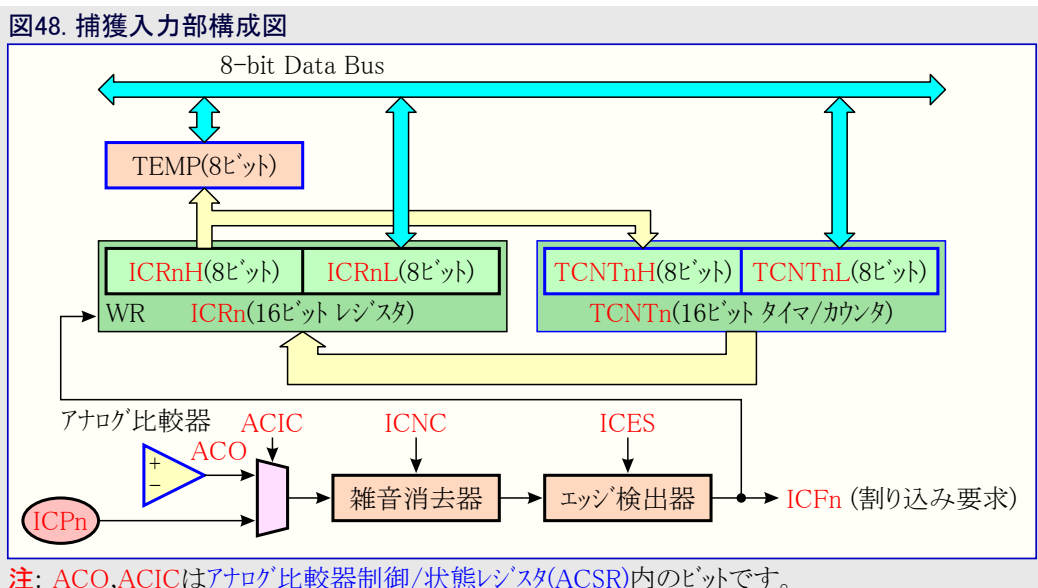 図48. 捕獲入力部構成図
8-bit Data Bus
TEMP(8ﾋﾞｯﾄ)
ICRnH(8ﾋﾞｯﾄ) ICRnL(8ﾋﾞｯﾄ) TCNTnH(8ﾋﾞｯﾄ) TCNTnL(8ﾋﾞｯﾄ)
WR ICRn(16ﾋﾞｯﾄ ﾚｼﾞｽﾀ) TCNTn(16ﾋﾞｯﾄ ﾀｲﾏ/ｶｳﾝﾀ)
ｱﾅﾛｸﾞ比較器 ACIC ICNC ICES
ACO
+
−
雑音消去器 ｴｯｼﾞ検出器 ICFn (割り込み要求)
ICPn
注: ACO,ACICはｱﾅﾛｸﾞ比較器制御/状態ﾚｼﾞｽﾀ(ACSR)内のﾋﾞｯﾄです。